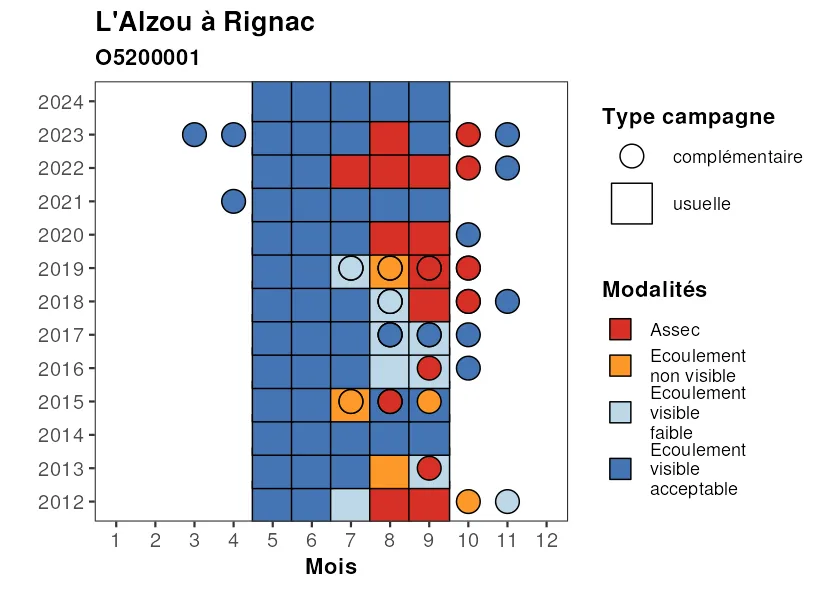 L'Alzou à Rignac
O5200001
2024
2023
2022
2021
2020
2019
2018
2017
2016
2015
2014
2013
2012
1 2 3 4 5 6 7 8 9 10 11 12
Mois
Type campagne
complémentaire
usuelle
Modalités
Assec
Ecoulement
non visible
Ecoulement
visible
faible
Ecoulement
visible
acceptable